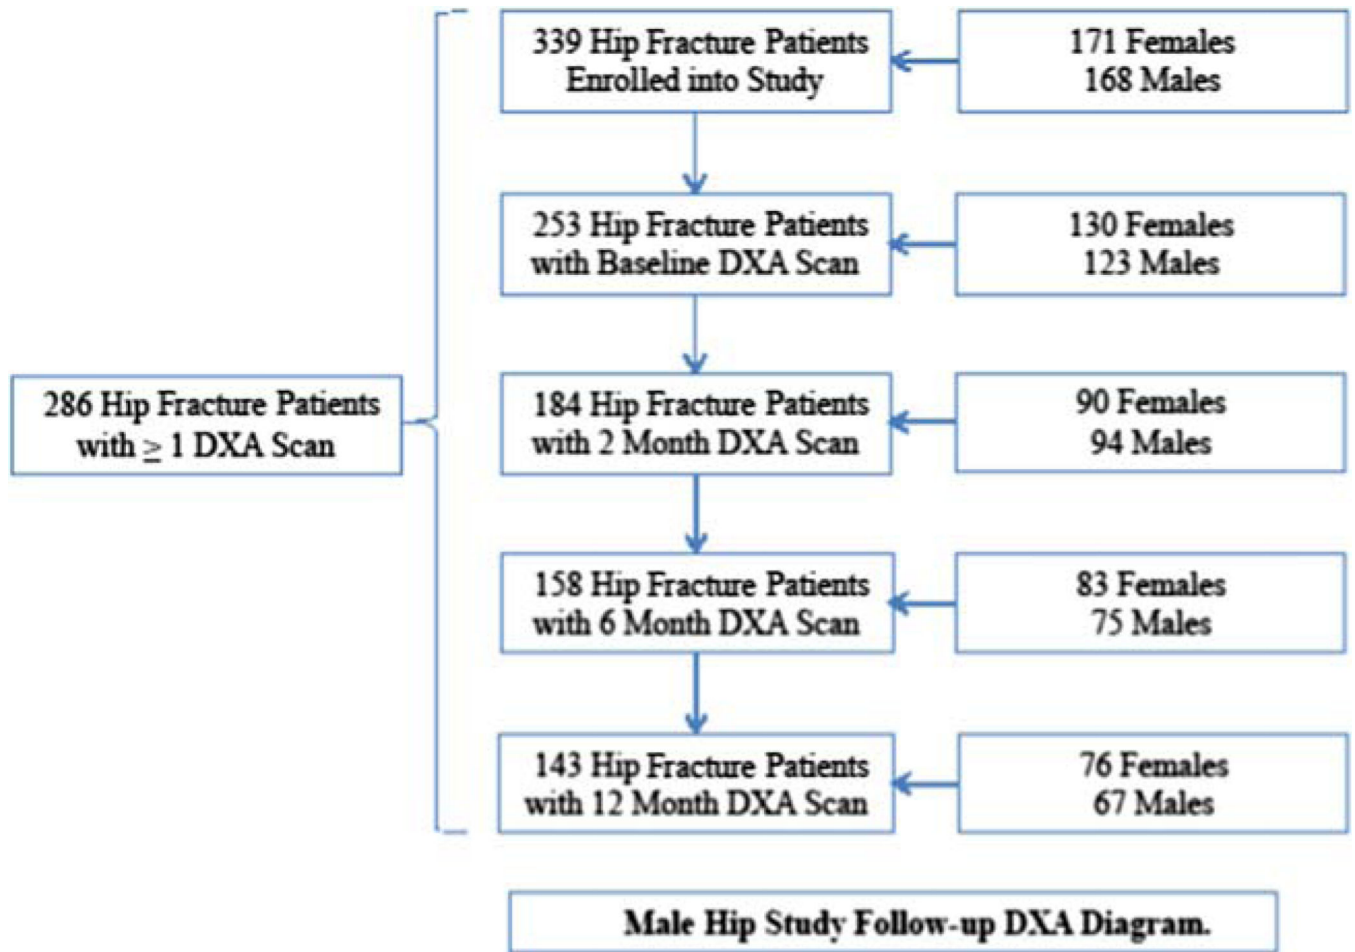 339 Hip Fracture Patients
Enrolled into Study
171 Females
168 Males
253 Hip Fracture Patients
with Baseline DXA Scan
130 Females
123 Males
286 Hip Fracture Patients
with ≥ 1 DXA Scan
184 Hip Fracture Patients
with 2 Month DXA Scan
90 Females
94 Males
158 Hip Fracture Patients
with 6 Month DXA Scan
83 Females
75 Males
143 Hip Fracture Patients
with 12 Month DXA Scan
76 Females
67 Males
Male Hip Study Follow-up DXA Diagram.